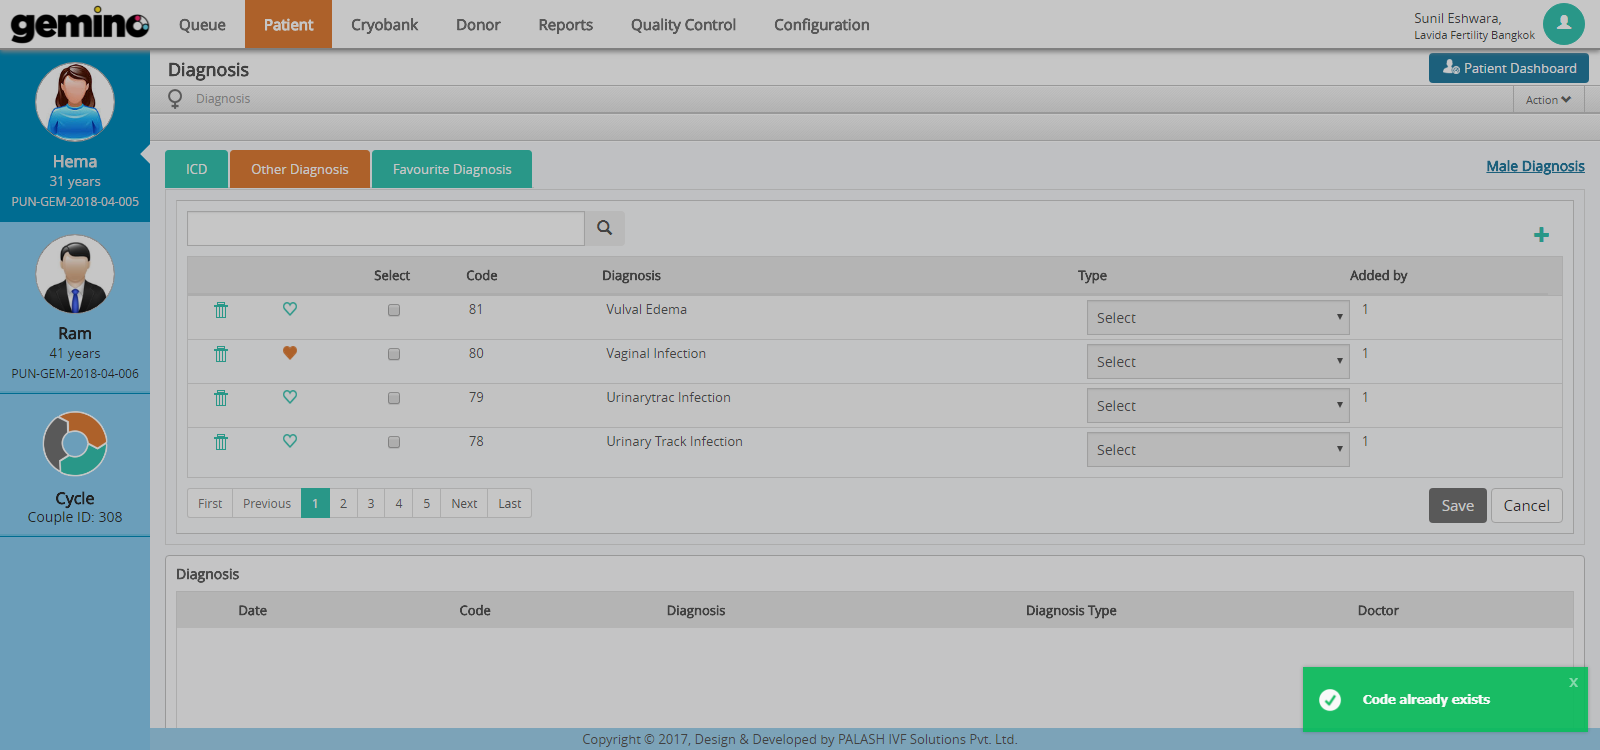 gemino Queue Patient Cryobank Donor Reports Quality Control Configuration
Sunil Eshwara,
Lavida Fertility Bangkok
Hema
31 years
PUN-GEM-2018-04-005
Ram
41 years
PUN-GEM-2018-04-006
Cycle
Couple ID: 308
Diagnosis
Patient Dashboard
Diagnosis
Action
ICD Other Diagnosis Favourite Diagnosis
Male Diagnosis
Select Code Diagnosis Type Added by
81 Vulval Edema Select 1
80 Vaginal Infection Select 1
79 Urinarytrac Infection Select 1
78 Urinary Track Infection Select 1
First Previous 1 2 3 4 5 Next Last
Save Cancel
Diagnosis
Date Code Diagnosis Diagnosis Type Doctor
x
Code already exists
Copyright © 2017, Design & Developed by PALASH IVF Solutions Pvt. Ltd.